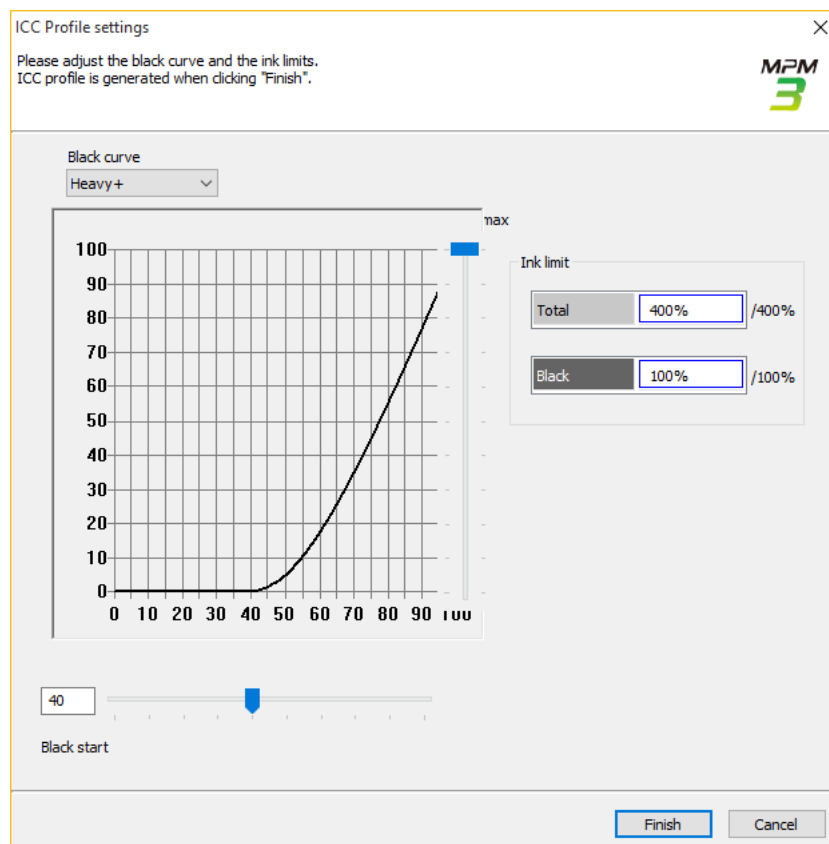 ICC Profile settings
Please adjust the black curve and the ink limits.
ICC profile is generated when clicking "Finish".
MPM
3
Black curve
Heavy+
max
100
90
80
70
60
50
40
30
20
10
0
0 10 20 30 40 50 60 70 80 90 100
Ink limit
Total 400% /400%
Black 100% /100%
40
Black start
Finish Cancel